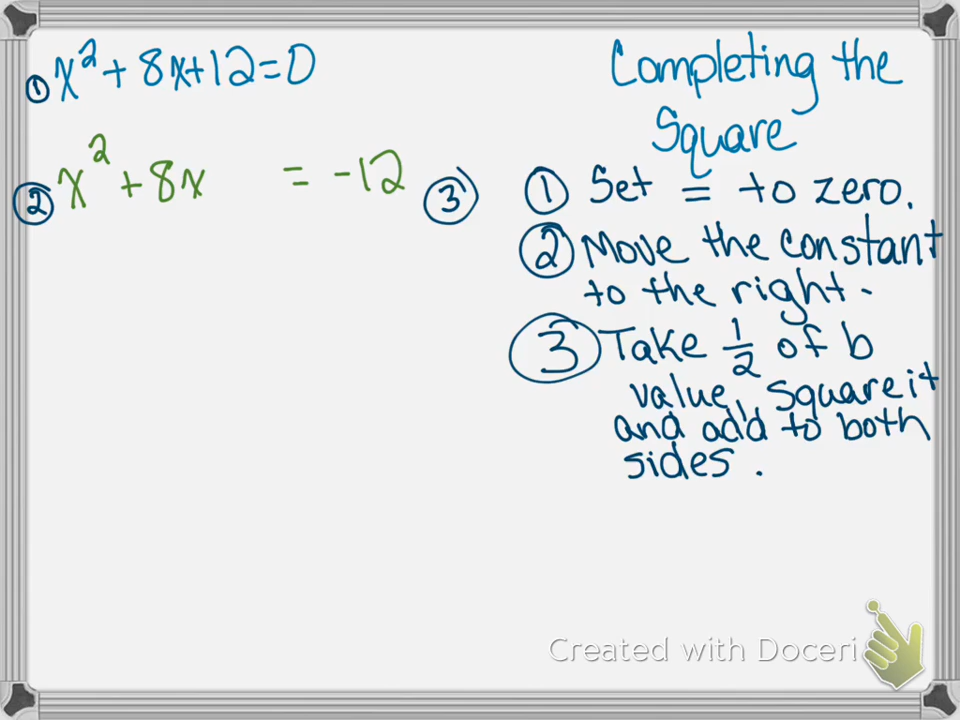 ① x² + 8x + 12 = 0
② x² + 8x = -12 ③
Completing the
Square
① Set = to zero.
② Move the constant
to the right.
③ Take 1/2 of b
value, square it
and add to both
sides.
Created with Doceri